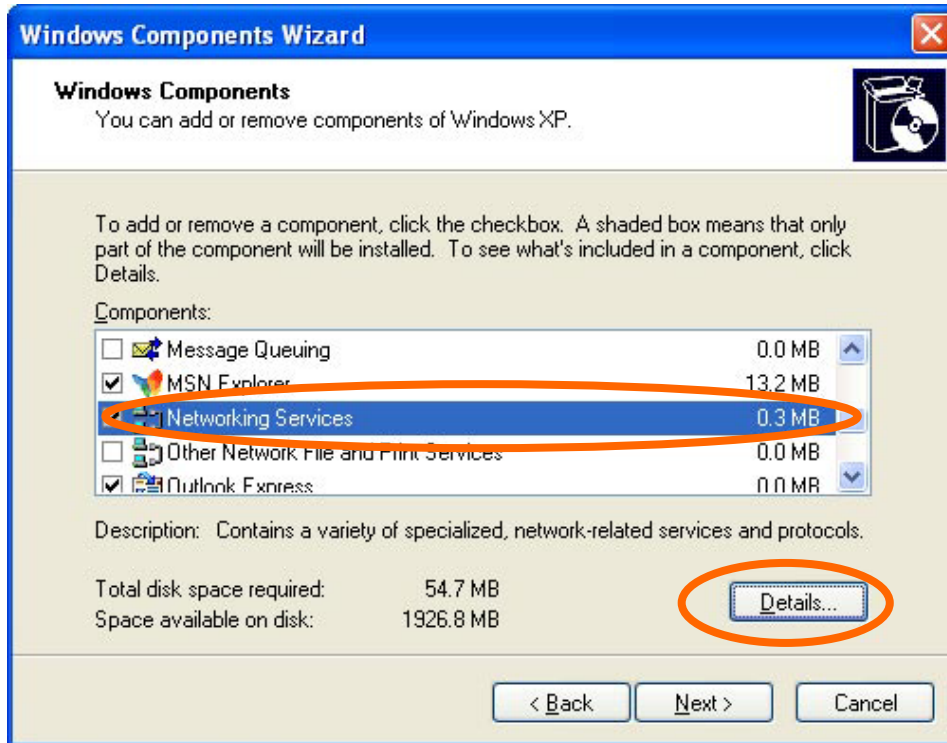 Windows Components Wizard
Windows Components
You can add or remove components of Windows XP.
To add or remove a component, click the checkbox. A shaded box means that only
part of the component will be installed. To see what's included in a component, click
Details.
Components:
Message Queuing 0.0 MB
MSN Explorer 13.2 MB
Networking Services 0.3 MB
Other Network File and Print Services 0.0 MB
Outlook Express 0.0 MB
Description: Contains a variety of specialized, network-related services and protocols.
Total disk space required: 54.7 MB
Space available on disk: 1926.8 MB
Details...
< Back Next > Cancel